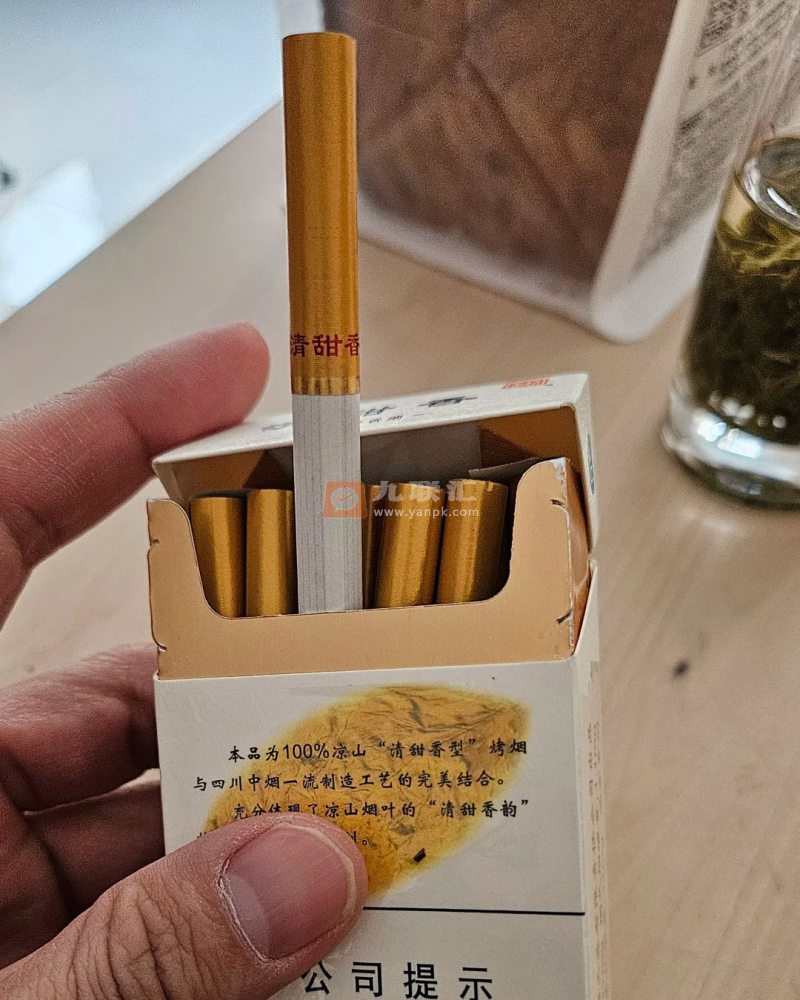 清甜香
九联汇
www.yanpk.com
本品为100%凉山“清甜香型”烤烟
与四川中烟一流制造工艺的完美结合。
充分体现了凉山烟叶的“清甜香韵”
公司提示